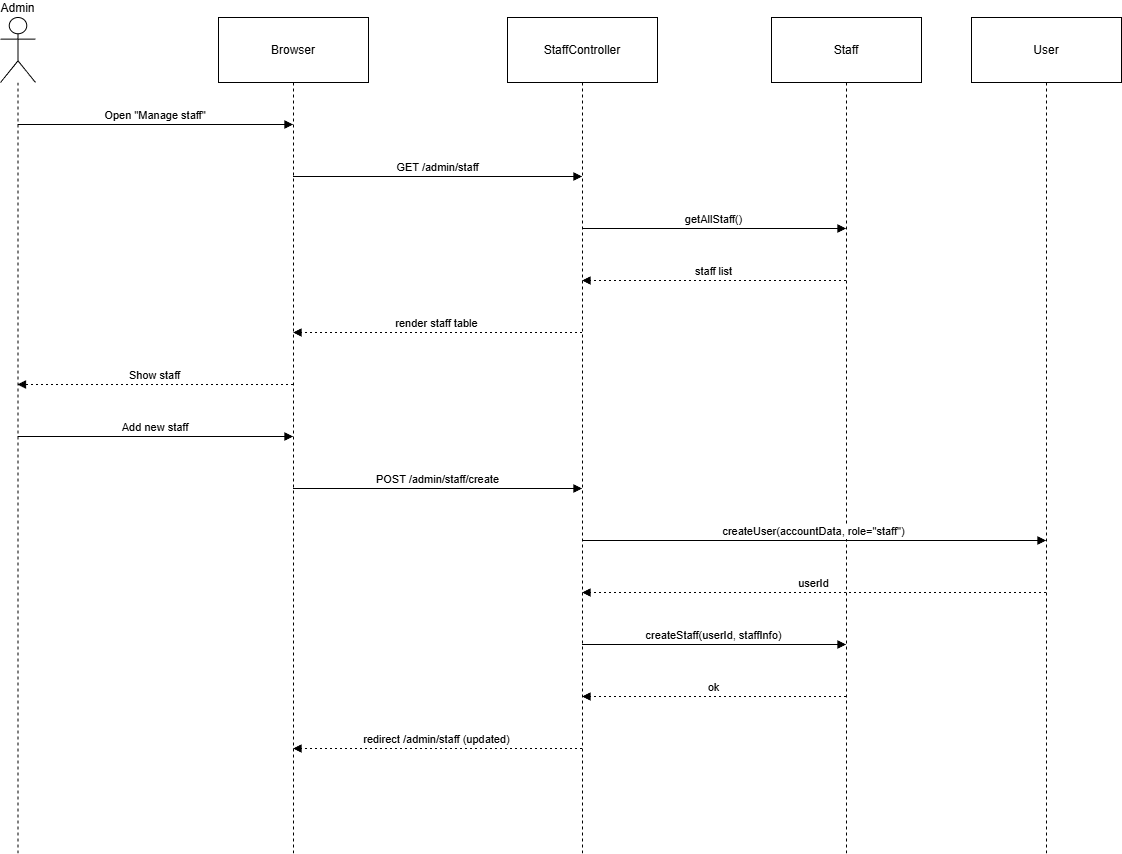 Admin
Browser
StaffController
Staff
User
Open "Manage staff"
GET /admin/staff
getAllStaff()
staff list
render staff table
Show staff
Add new staff
POST /admin/staff/create
createUser(accountData, role="staff")
userId
createStaff(userId, staffInfo)
ok
redirect /admin/staff (updated)